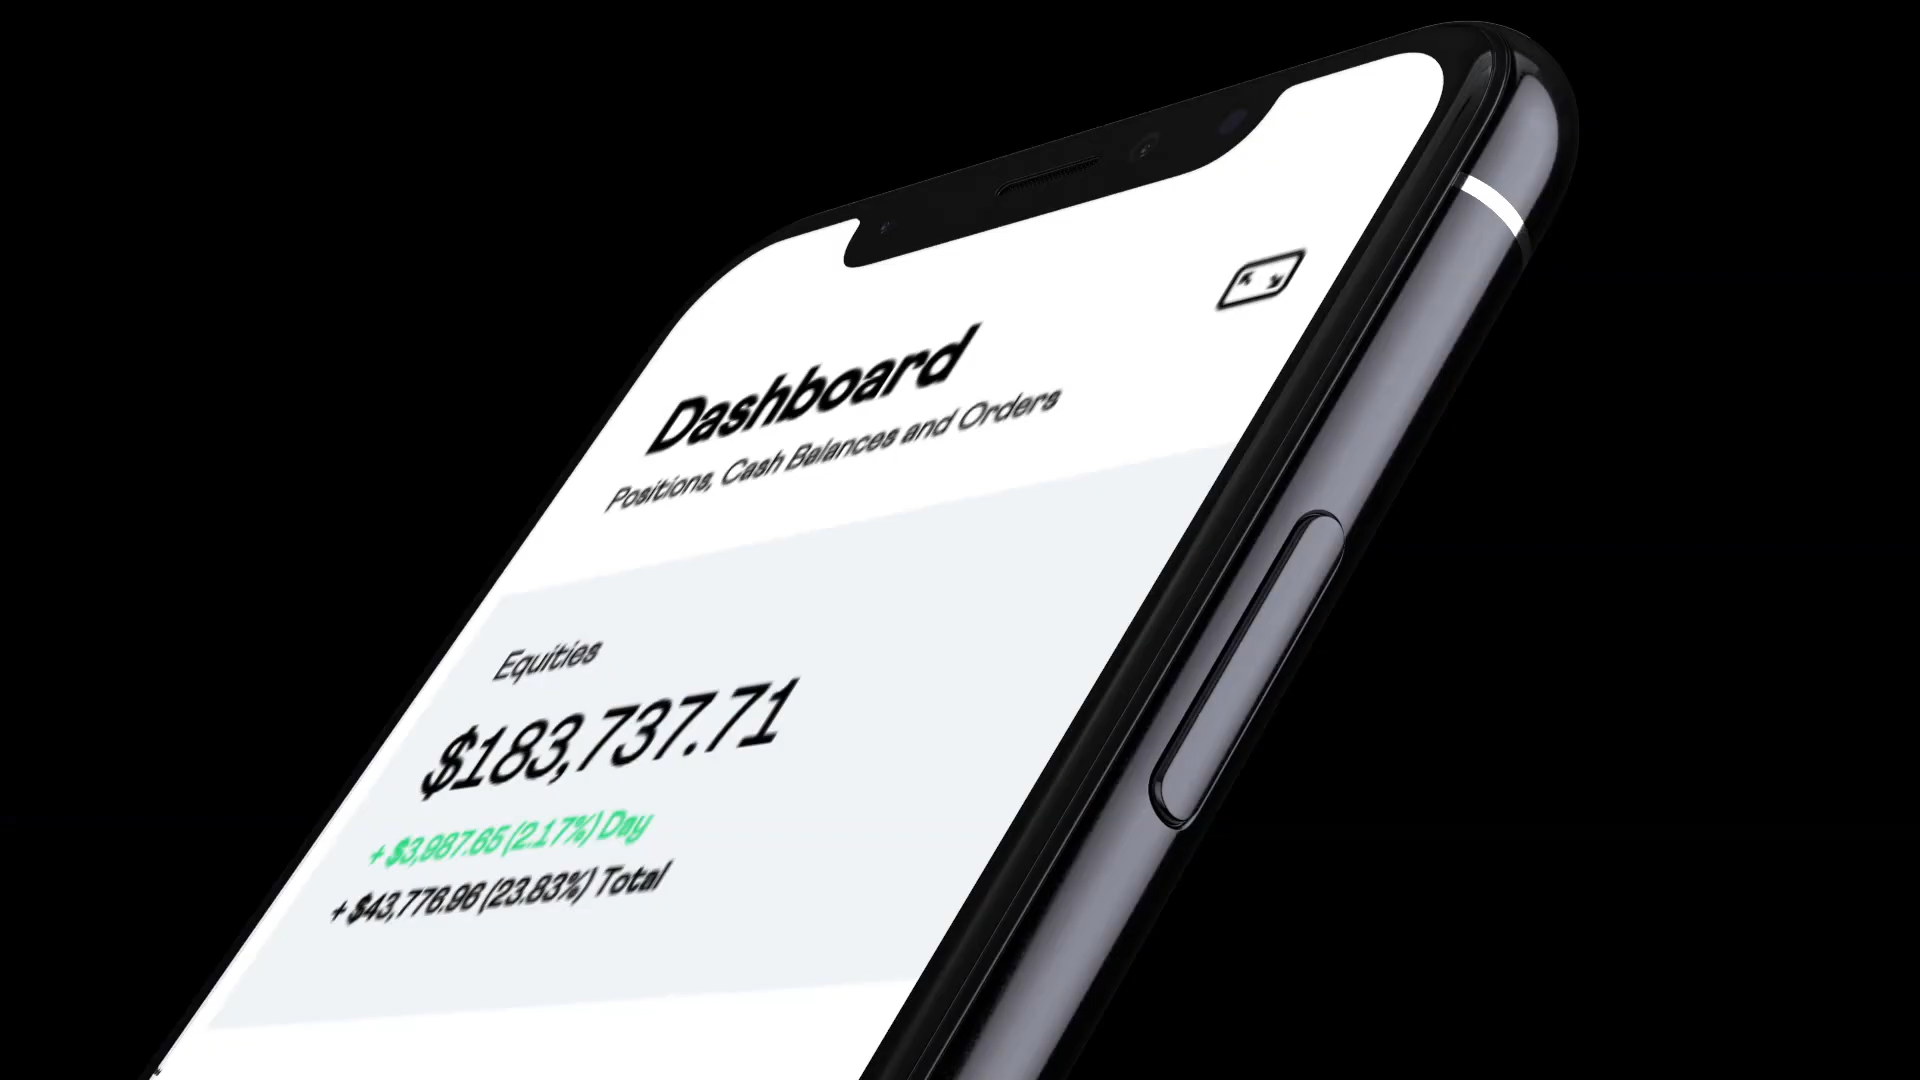 Dashboard
Positions, Cash Balances and Orders
Equities
$183,737.71
+ $3,987.65 (2.17%) Day
+ $43,776.96 (23.83%) Total